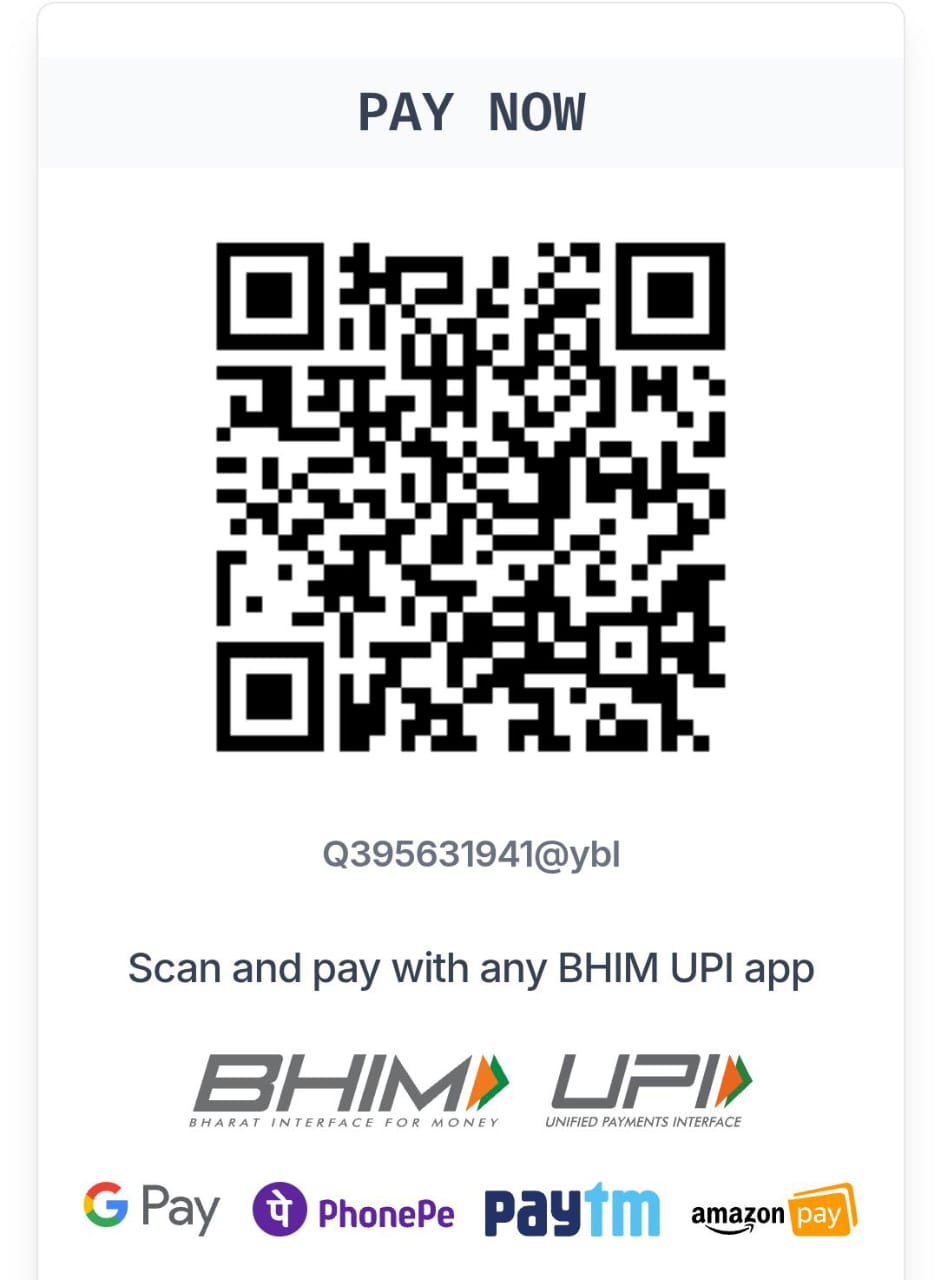 PAY NOW
Q395631941@ybl
Scan and pay with any BHIM UPI app
BHIM UPI
BHARAT INTERFACE FOR MONEY UNIFIED PAYMENTS INTERFACE
G Pay पे PhonePe paytm amazon pay